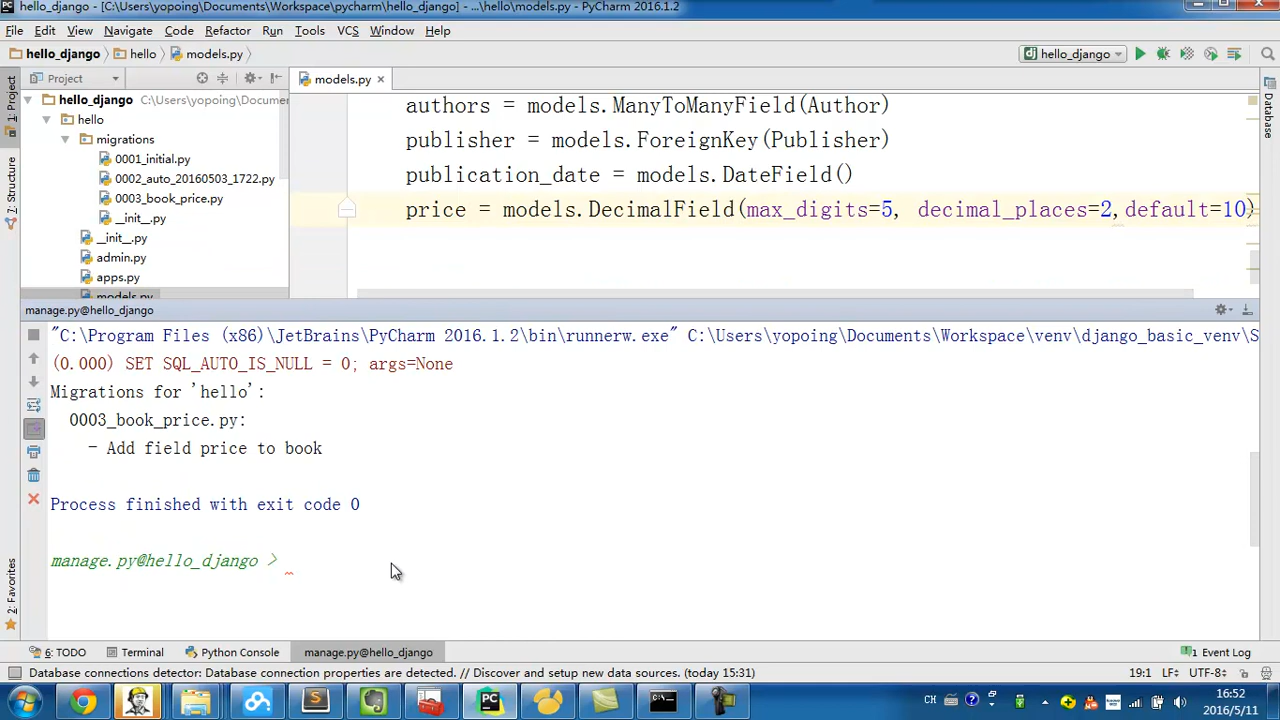 hello_django - [C:\Users\yopoing\Documents\Workspace\pycharm\hello_django] - ...\hello\models.py - PyCharm 2016.1.2
File Edit View Navigate Code Refactor Run Tools VCS Window Help
hello_django hello models.py hello_django
Project models.py
1: Project
hello_django C:\Users\yopoing\Documen
hello
migrations
0001_initial.py
0002_auto_20160503_1722.py
0003_book_price.py
__init__.py
__init__.py
admin.py
apps.py
models.py
authors = models.ManyToManyField(Author)
publisher = models.ForeignKey(Publisher)
publication_date = models.DateField()
price = models.DecimalField(max_digits=5, decimal_places=2,default=10)
Database
7: Structure
2: Favorites
manage.py@hello_django
"C:\Program Files (x86)\JetBrains\PyCharm 2016.1.2\bin\runnerw.exe" C:\Users\yopoing\Documents\Workspace\venv\django_basic_venv\S
(0.000) SET SQL_AUTO_IS_NULL = 0; args=None
Migrations for 'hello':
0003_book_price.py:
- Add field price to book
Process finished with exit code 0
manage.py@hello_django >
6: TODO Terminal Python Console manage.py@hello_django 1 Event Log
Database connections detector: Database connection properties are detected. // Discover and setup new data sources. (today 15:31) 19:1 LF÷ UTF-8÷
CH 16:52
2016/5/11